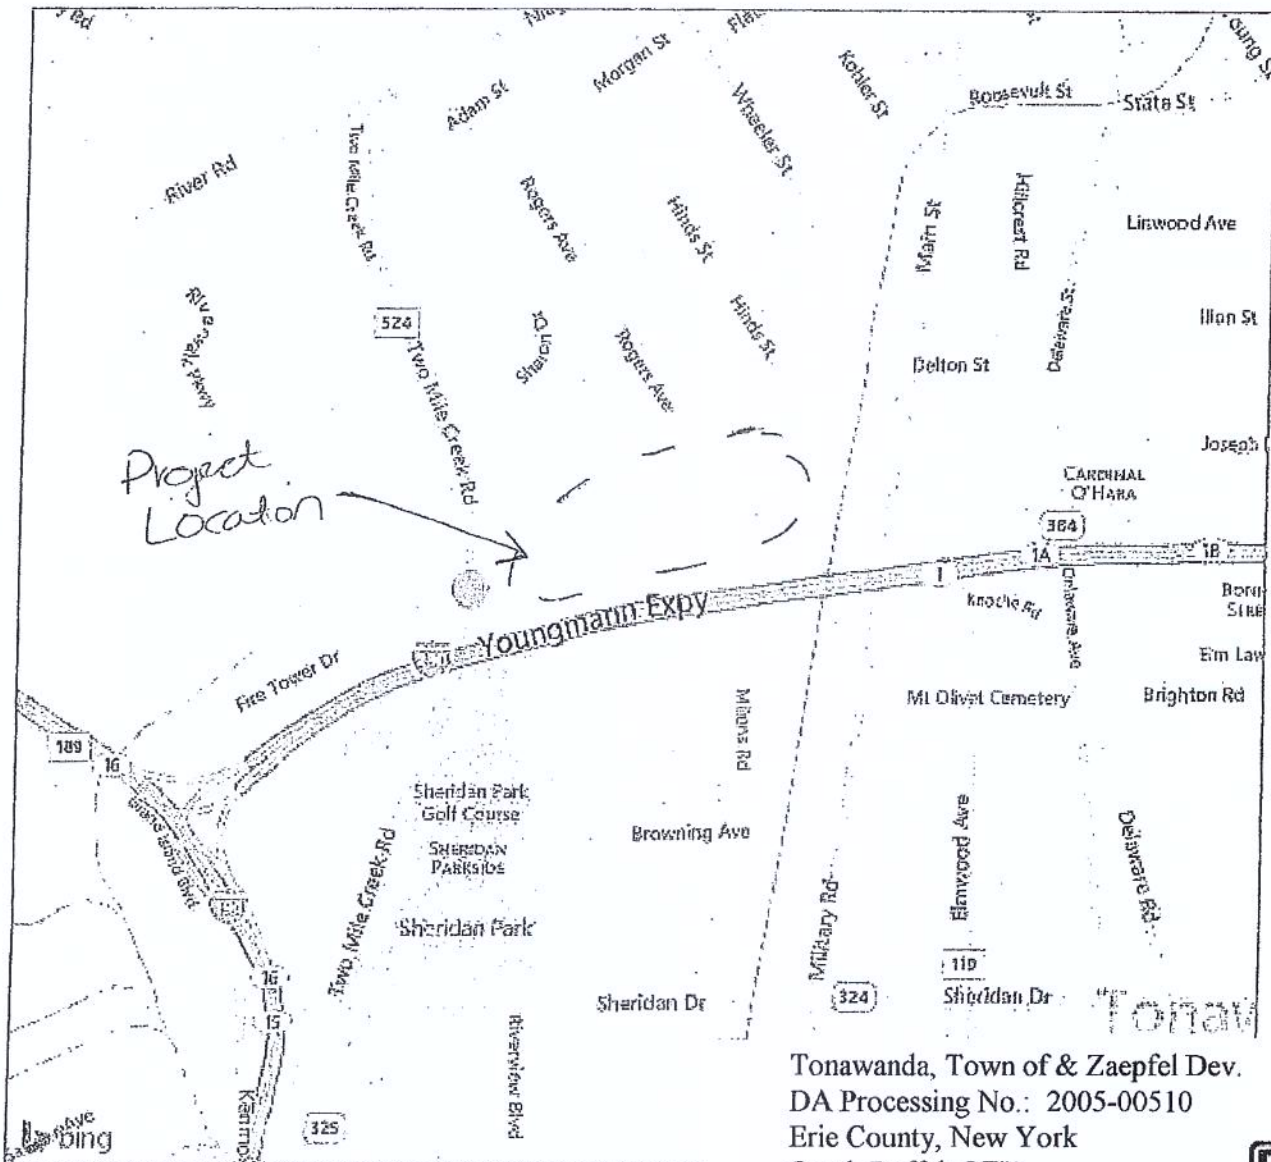 Morgan St
Kohler St
Adam St
Wheeler St
Roosevult St
State St
River Rd
Two Mile Creek Rd
Rogers Ave
Hinds St
Main St
Hillcrest Rd
Linwood Ave
524
Sharon Dr
Hinds St
Delaware St
Delton St
Two Mile Creek Rd
Rogers Ave
Project
Location
CARDINAL
O'HARA
384
1A
1B
1
Youngmann Expy
Knoche Rd
Delaware Ave
Fire Tower Dr
Mt Olivet Cemetery
Brighton Rd
189
16
Sheridan Park
Golf Course
Browning Ave
SHERIDAN
PARKSIDE
Two Mile Creek Rd
Sheridan Park
Military Rd
Elmwood Ave
Delaware Rd
16
15
119
Sheridan Dr
324
Sheridan Dr
Riverview Blvd
325
bing
Tonawanda, Town of & Zaepfel Dev.
DA Processing No.: 2005-00510
Erie County, New York